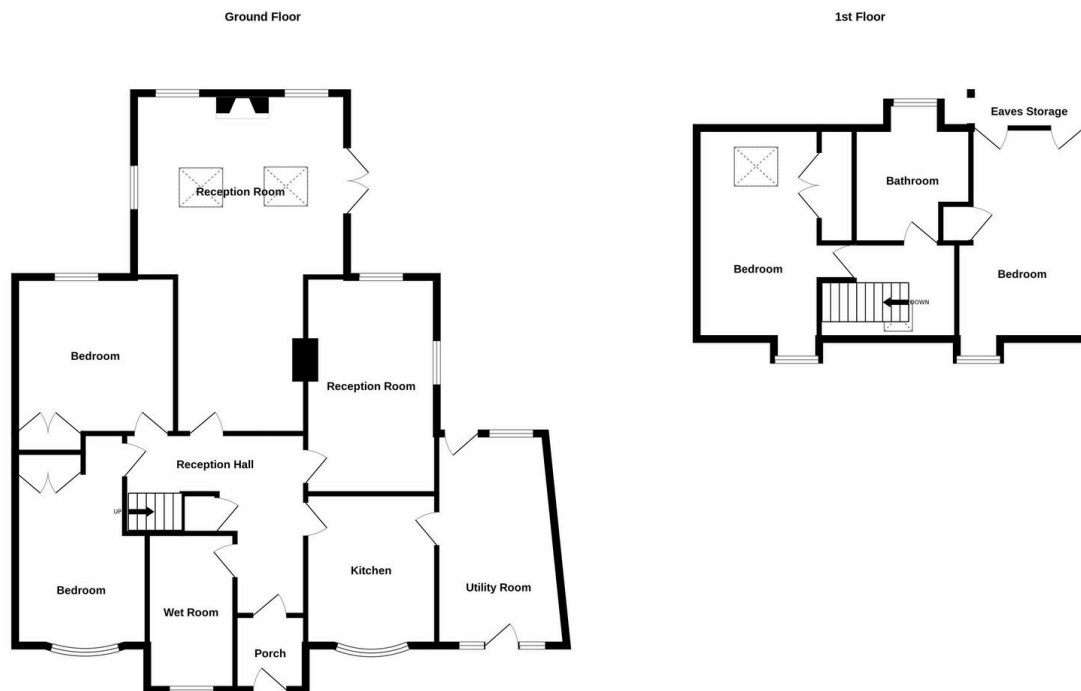 Ground Floor
Reception Room
Bedroom
Reception Room
Reception Hall
UP
Bedroom
Wet Room
Kitchen
Utility Room
Porch
1st Floor
Eaves Storage
Bathroom
Bedroom
Bedroom
DOWN